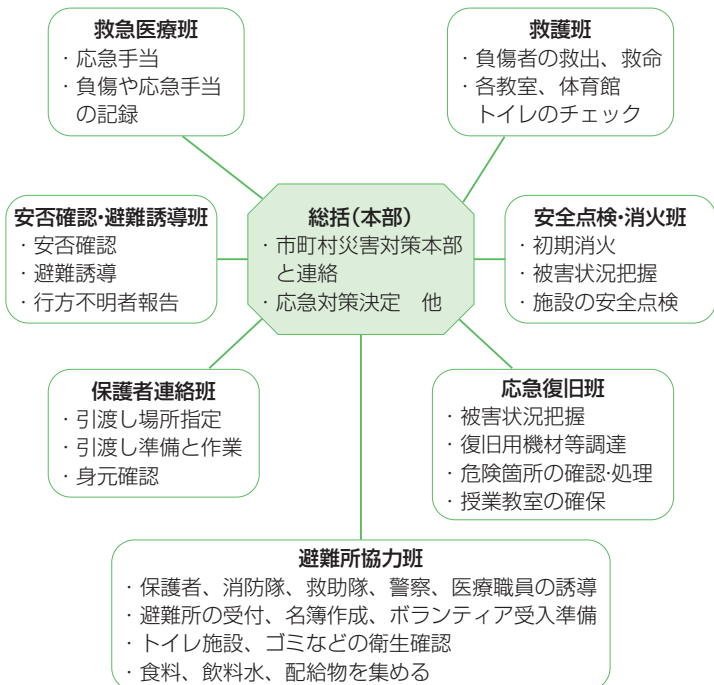 救急医療班
・応急手当
・負傷や応急手当
の記録
救護班
・負傷者の救出、救命
・各教室、体育館
トイレのチェック
安否確認・避難誘導班
・安否確認
・避難誘導
・行方不明者報告
総括(本部)
・市町村災害対策本部
と連絡
・応急対策決定　他
安全点検・消火班
・初期消火
・被害状況把握
・施設の安全点検
保護者連絡班
・引渡し場所指定
・引渡し準備と作業
・身元確認
応急復旧班
・被害状況把握
・復旧用機材等調達
・危険箇所の確認・処理
・授業教室の確保
避難所協力班
・保護者、消防隊、救助隊、警察、医療職員の誘導
・避難所の受付、名簿作成、ボランティア受入準備
・トイレ施設、ゴミなどの衛生確認
・食料、飲料水、配給物を集める